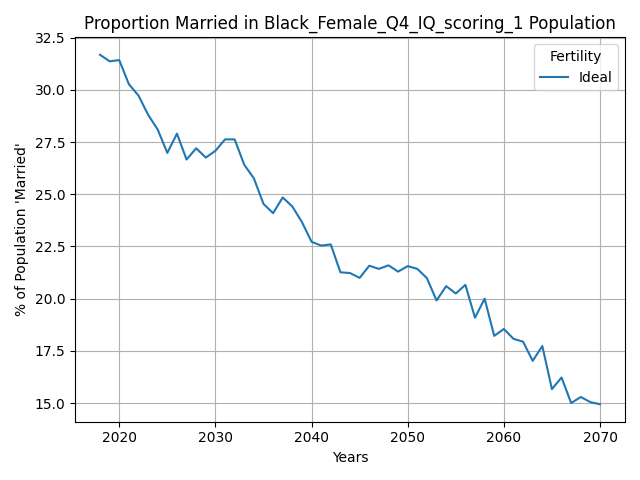 Proportion Married in Black_Female_Q4_IQ_scoring_1 Population
Fertility
Ideal
% of Population 'Married'
32.5
30.0
27.5
25.0
22.5
20.0
17.5
15.0
2020 2030 2040 2050 2060 2070
Years